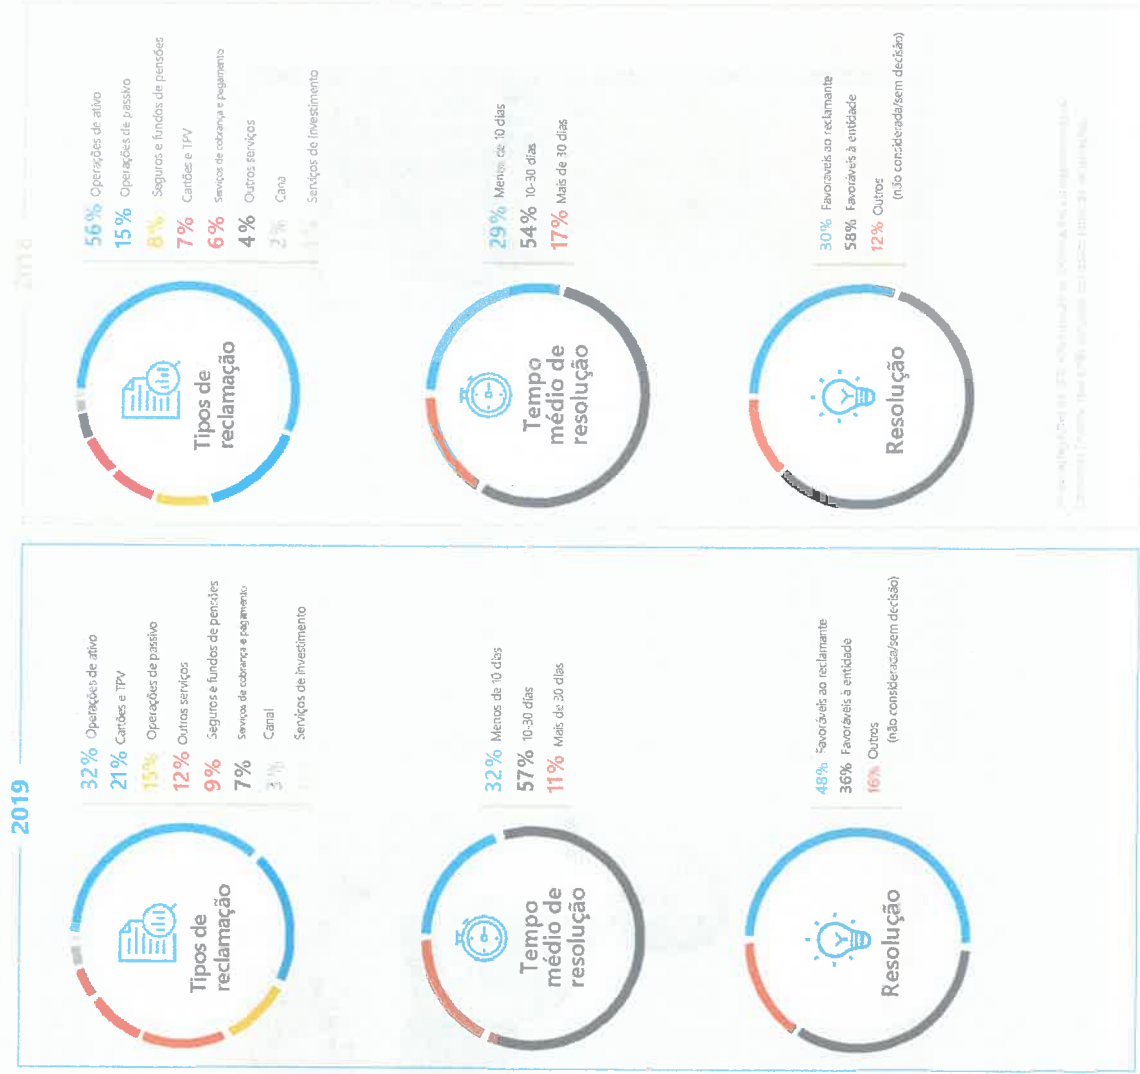 2019
Tipos de
reclamação
32% Operações de ativo
21% Cartões e TPV
15% Operações de passivo
12% Outros serviços
9% Seguros e fundos de pensões
7% Serviços de cobrança e pagamento
3% Canal
Serviços de investimento
Tempo
médio de
resolução
32% Menos de 10 dias
57% 10-30 dias
11% Mais de 30 dias
Resolução
48% Favoráveis ao reclamante
36% Favoráveis à entidade
16% Outros
(não considerada/sem decisão)
2018
Tipos de
reclamação
56% Operações de ativo
15% Operações de passivo
8% Seguros e fundos de pensões
7% Cartões e TPV
6% Serviços de cobrança e pagamento
4% Outros serviços
2% Cana
Serviços de investimento
Tempo
médio de
resolução
29% Menos de 10 dias
54% 10-30 dias
17% Mais de 30 dias
Resolução
30% Favoráveis ao reclamante
58% Favoráveis à entidade
12% Outros
(não considerada/sem decisão)